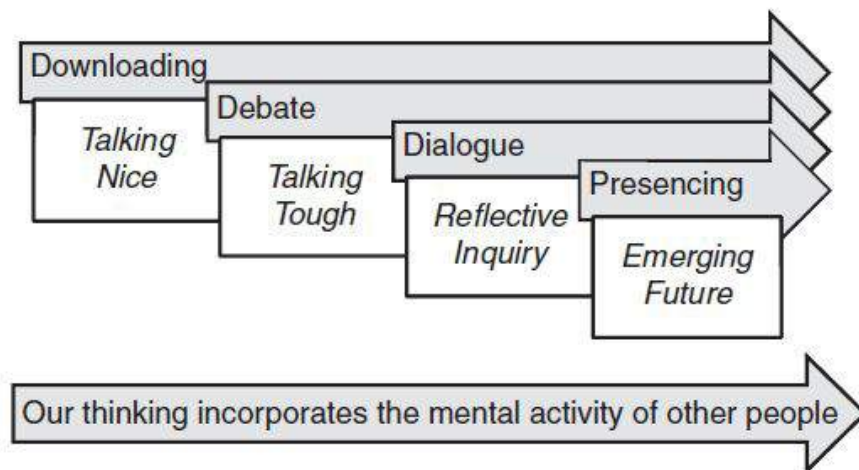 Downloading
Talking
Nice
Debate
Talking
Tough
Dialogue
Reflective
Inquiry
Presencing
Emerging
Future
Our thinking incorporates the mental activity of other people